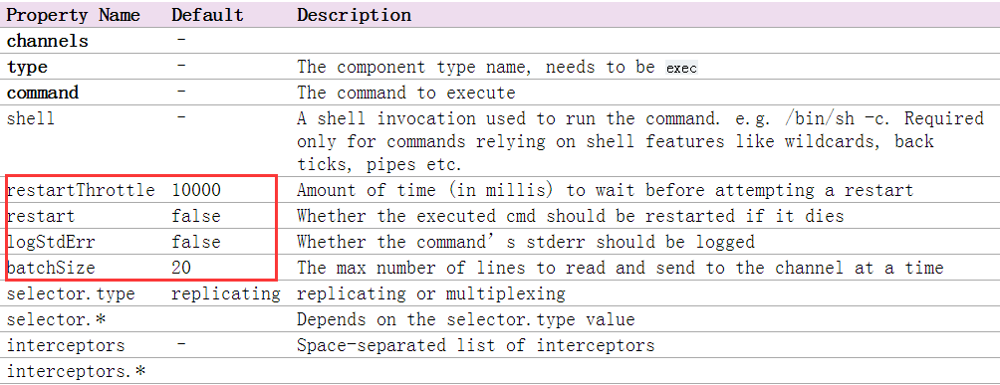 Property Name Default Description
channels –
type – The component type name, needs to be exec
command – The command to execute
shell – A shell invocation used to run the command. e.g. /bin/sh -c. Required
only for commands relying on shell features like wildcards, back
ticks, pipes etc.
restartThrottle 10000 Amount of time (in millis) to wait before attempting a restart
restart false Whether the executed cmd should be restarted if it dies
logStdErr false Whether the command’s stderr should be logged
batchSize 20 The max number of lines to read and send to the channel at a time
selector.type replicating replicating or multiplexing
selector.* Depends on the selector.type value
interceptors – Space-separated list of interceptors
interceptors.*